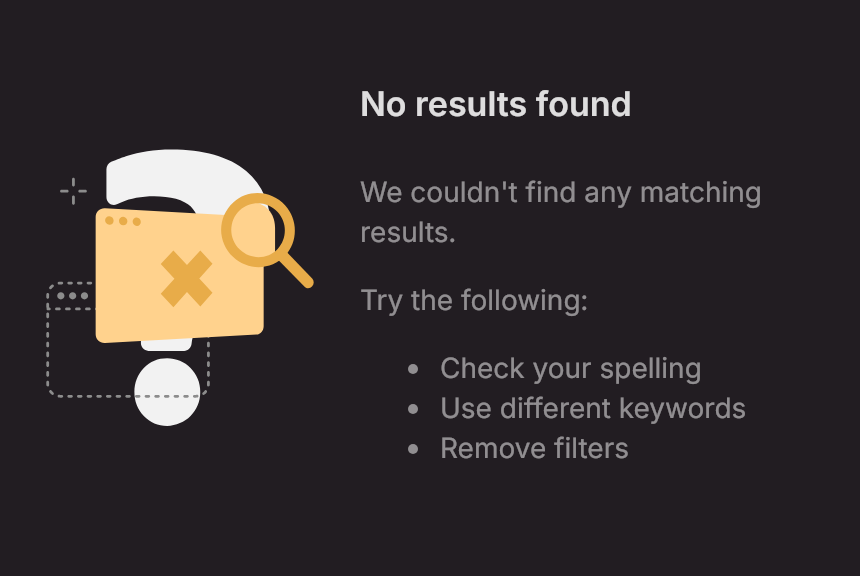 No results found
We couldn't find any matching
results.
Try the following:
• Check your spelling
• Use different keywords
• Remove filters